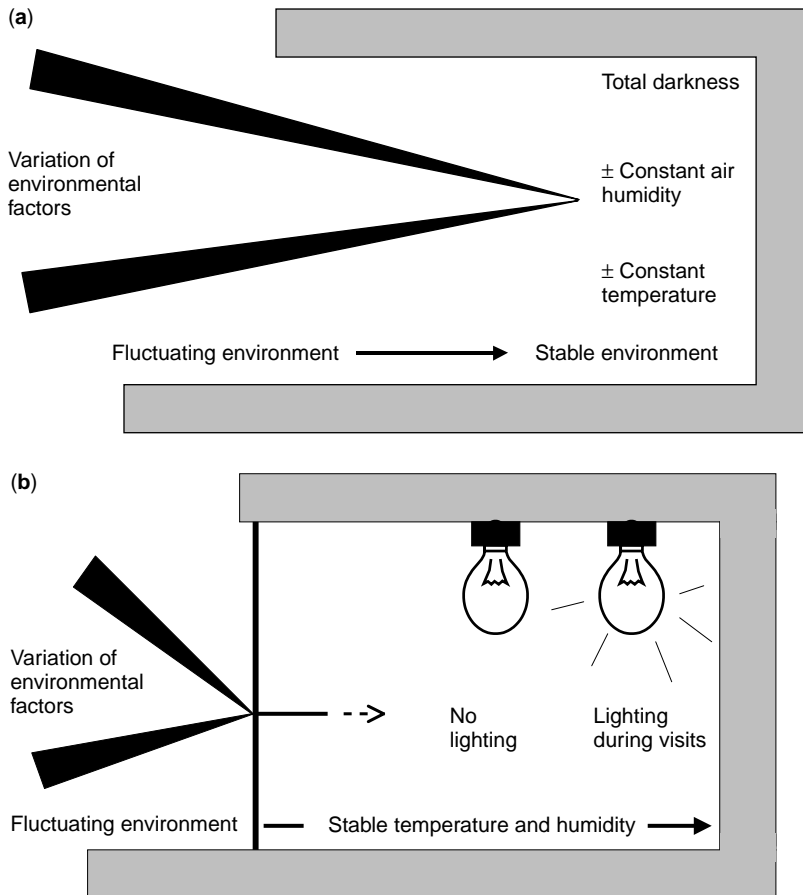 (a)
Total darkness
Variation of
environmental
factors
± Constant air
humidity
± Constant
temperature
Fluctuating environment
Stable environment
(b)
Variation of
environmental
factors
No
lighting
Lighting
during visits
Fluctuating environment
Stable temperature and humidity